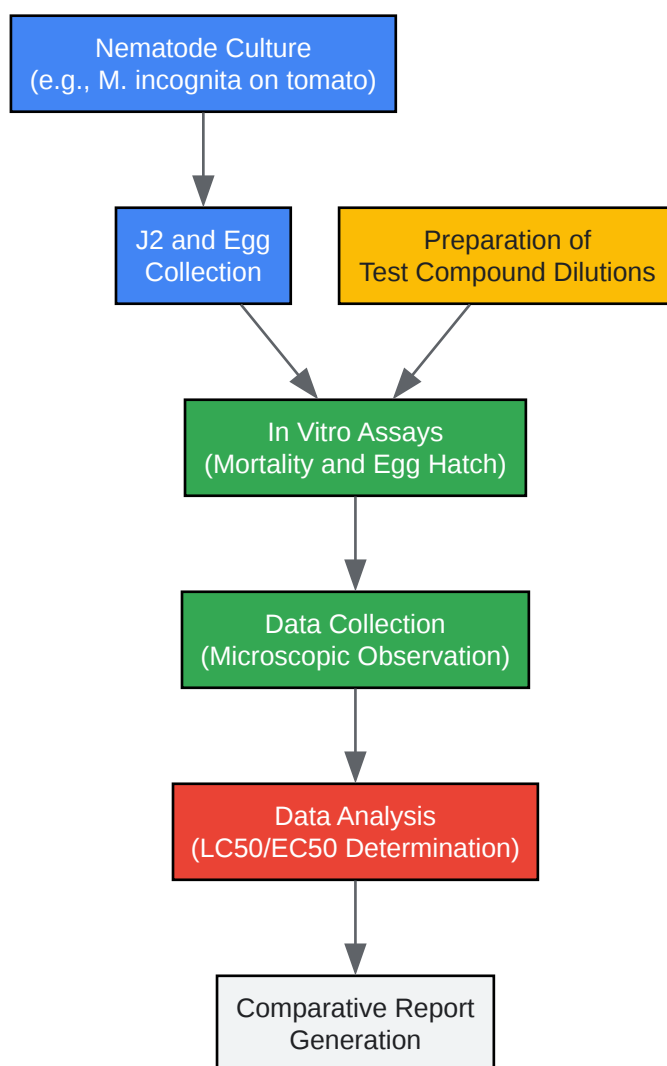 Nematode Culture
(e.g., M. incognita on tomato)
J2 and Egg
Collection
Preparation of
Test Compound Dilutions
In Vitro Assays
(Mortality and Egg Hatch)
Data Collection
(Microscopic Observation)
Data Analysis
(LC50/EC50 Determination)
Comparative Report
Generation